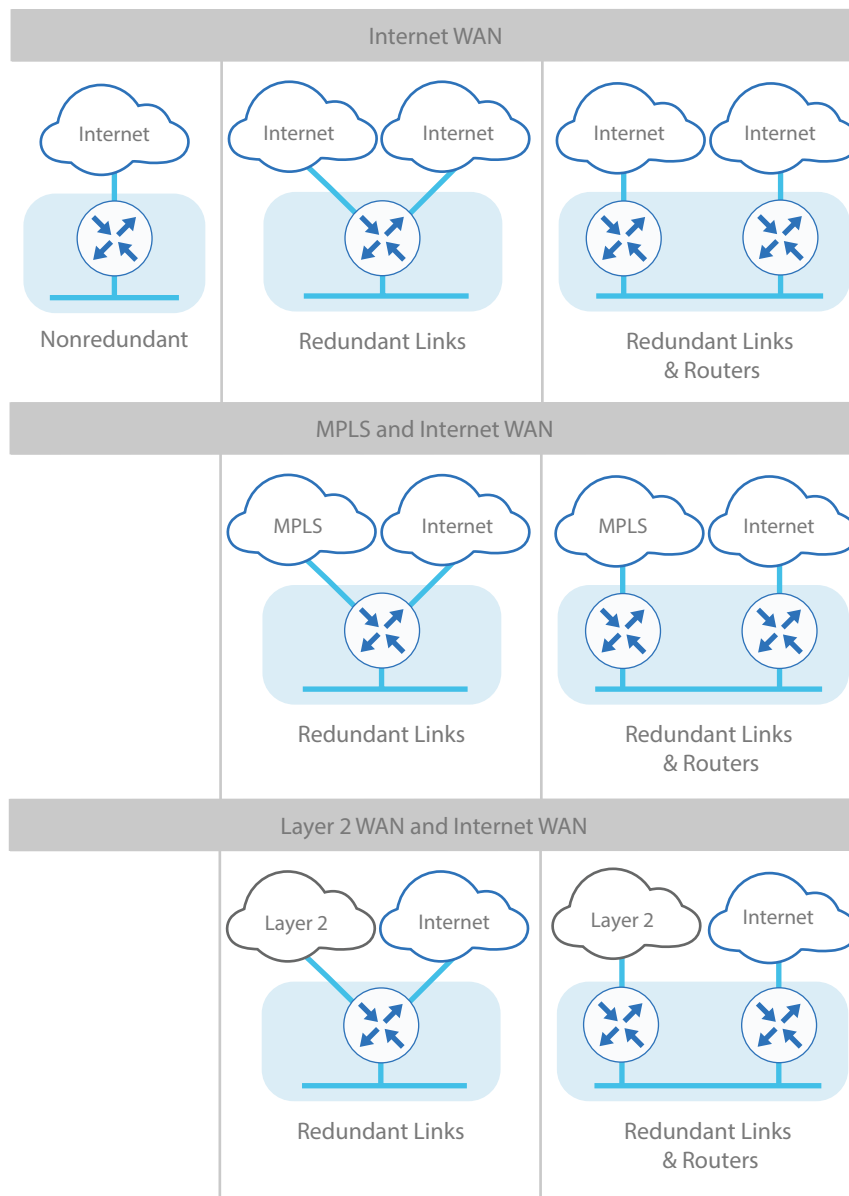 Internet WAN
Internet
Internet
Internet
Internet
Internet
Nonredundant
Redundant Links
Redundant Links
& Routers
MPLS and Internet WAN
MPLS
Internet
MPLS
Internet
Redundant Links
Redundant Links
& Routers
Layer 2 WAN and Internet WAN
Layer 2
Internet
Layer 2
Internet
Redundant Links
Redundant Links
& Routers